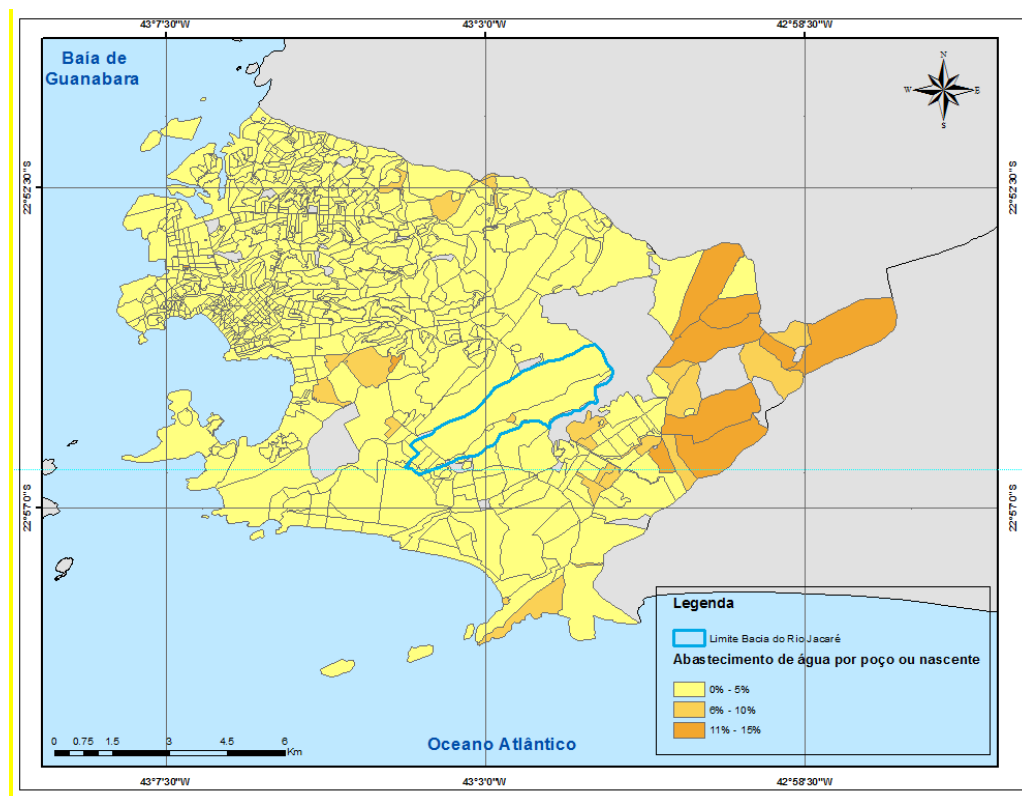 43°7'30"W
43°3'0"W
42°58'30"W
Baía de
Guanabara
N
W
E
S
22°52'30"S
22°52'30"S
22°57'0"S
22°57'0"S
Legenda
Limite Bacia do Rio Jacaré
Abastecimento de água por poço ou nascente
0% - 5%
6% - 10%
11% - 15%
0 0.75 1.5 3 4.5 6
Km
Oceano Atlântico
43°7'30"W
43°3'0"W
42°58'30"W